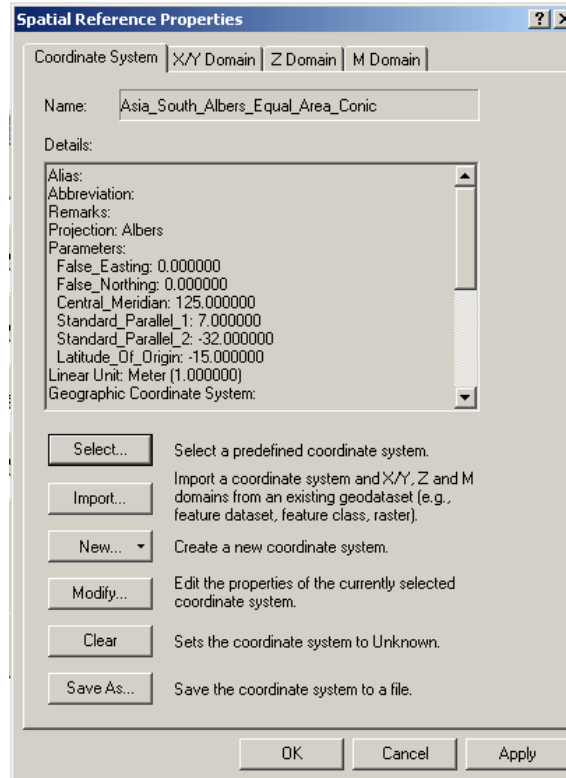 Spatial Reference Properties
Coordinate System X/Y Domain Z Domain M Domain
Name: Asia_South_Albers_Equal_Area_Conic
Details:
Alias:
Abbreviation:
Remarks:
Projection: Albers
Parameters:
False_Easting: 0.000000
False_Northing: 0.000000
Central_Meridian: 125.000000
Standard_Parallel_1: 7.000000
Standard_Parallel_2: -32.000000
Latitude_Of_Origin: -15.000000
Linear Unit: Meter (1.000000)
Geographic Coordinate System:
Select... Select a predefined coordinate system.
Import... Import a coordinate system and X/Y, Z and M
domains from an existing geodataset (e.g.,
feature dataset, feature class, raster).
New... Create a new coordinate system.
Modify... Edit the properties of the currently selected
coordinate system.
Clear Sets the coordinate system to Unknown.
Save As... Save the coordinate system to a file.
OK Cancel Apply